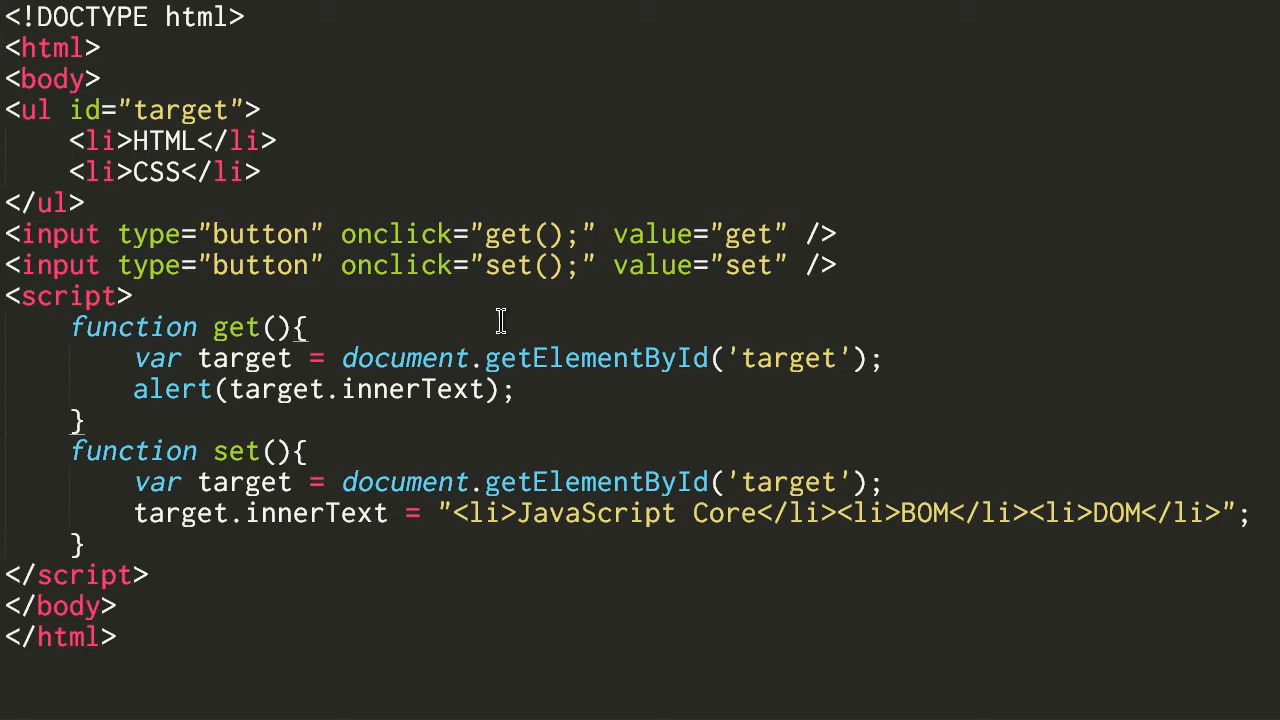 <!DOCTYPE html>
<html>
<body>
<ul id="target">
    <li>HTML</li>
    <li>CSS</li>
</ul>
<input type="button" onclick="get();" value="get" />
<input type="button" onclick="set();" value="set" />
<script>
    function get(){
        var target = document.getElementById('target');
        alert(target.innerText);
    }
    function set(){
        var target = document.getElementById('target');
        target.innerText = "<li>JavaScript Core</li><li>BOM</li><li>DOM</li>";
    }
</script>
</body>
</html>